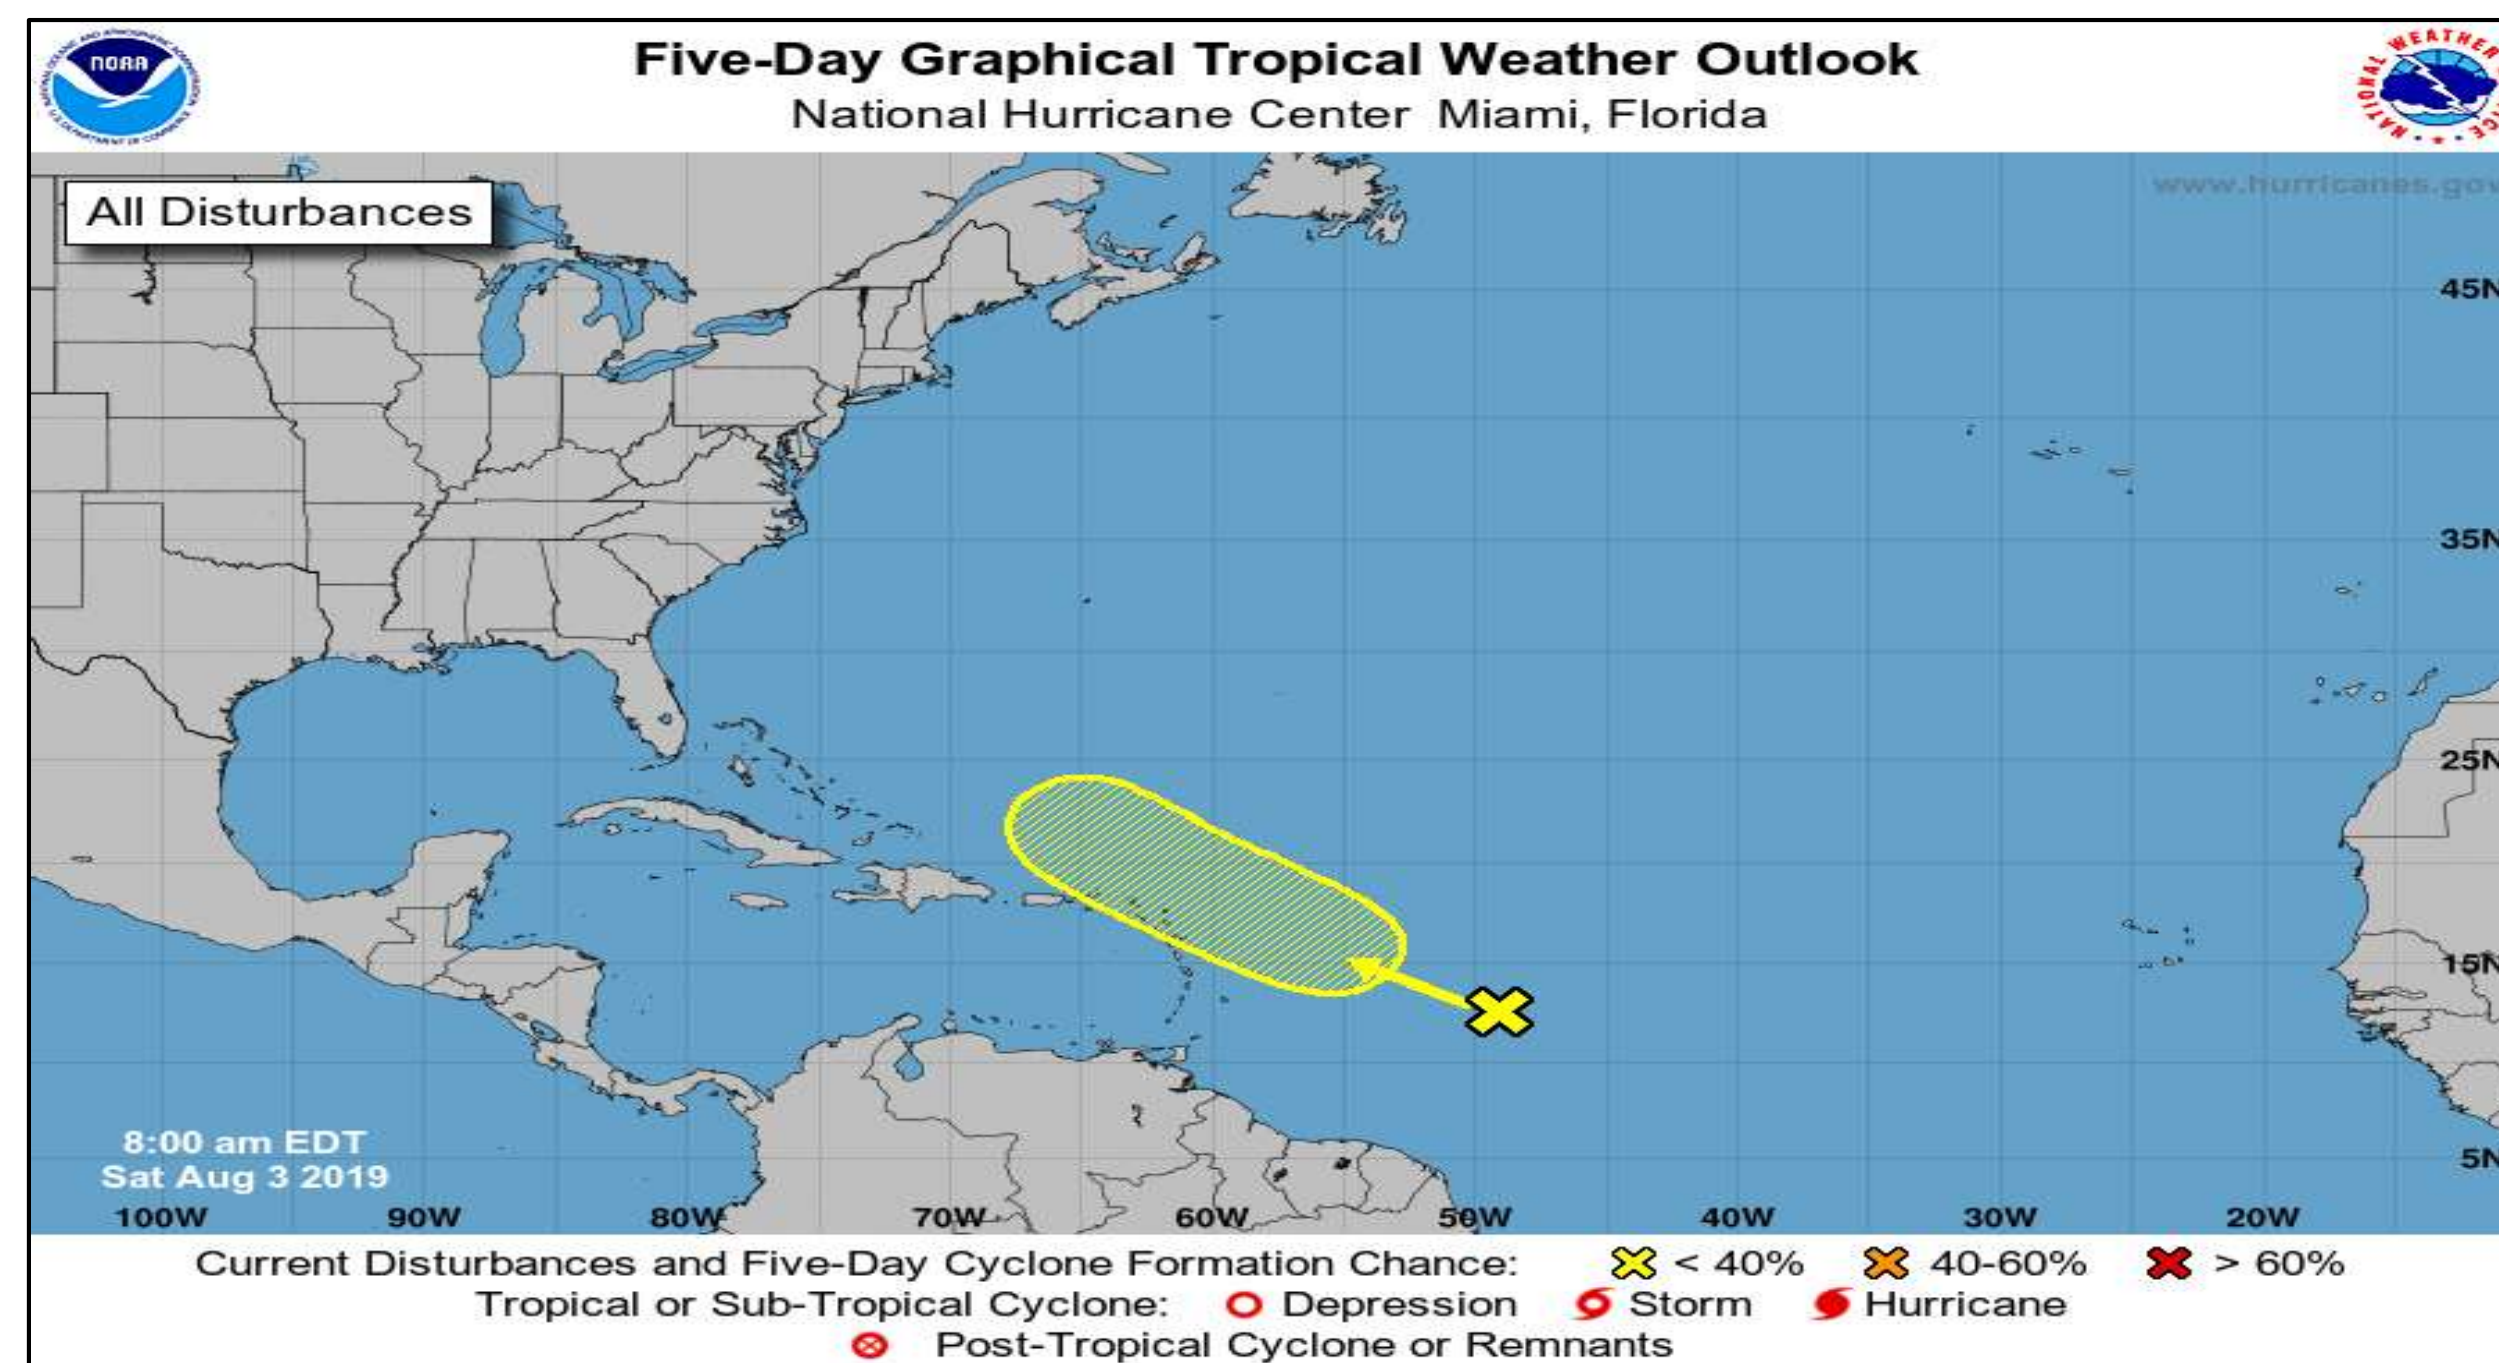 NOAA
Five-Day Graphical Tropical Weather Outlook
National Hurricane Center Miami, Florida
NATIONAL WEATHER
All Disturbances
www.hurricanes.gov
45N
35N
25N
15N
5N
8:00 am EDT
Sat Aug 3 2019
100W 90W 80W 70W 60W 50W 40W 30W 20W
Current Disturbances and Five-Day Cyclone Formation Chance: < 40% 40-60% > 60%
Tropical or Sub-Tropical Cyclone: Depression Storm Hurricane
Post-Tropical Cyclone or Remnants